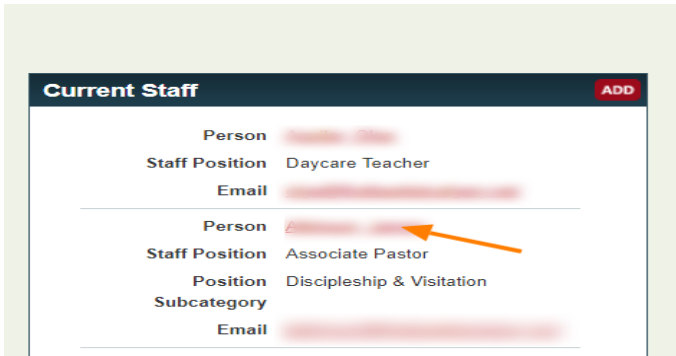 Current Staff
ADD
Person
Staff Position Daycare Teacher
Email
Person
Staff Position Associate Pastor
Position Discipleship & Visitation
Subcategory
Email